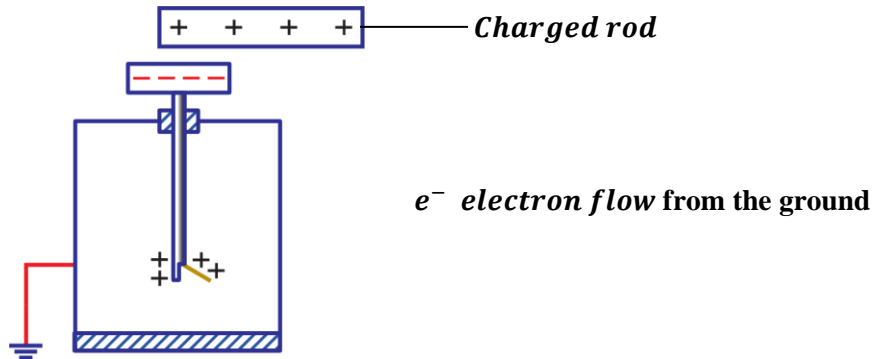 + + + +
Charged rod
− − − − − −
e⁻ electron flow from the ground
+ +
+ +